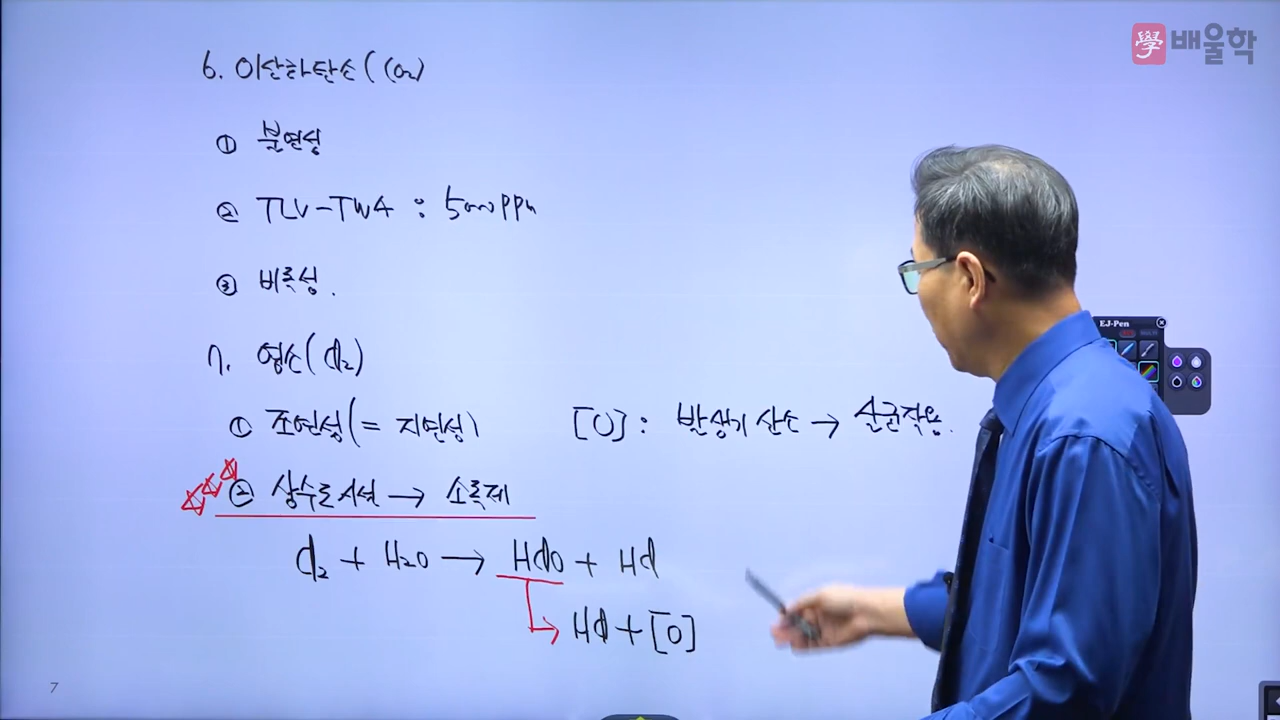 學 배울학
6. 이산화탄소(CO₂)
① 불연성
② TLV-TWA : 5000ppm
③ 비독성.
7. 염소(Cl₂)
① 조연성(= 지연성)
[O] : 발생기 산소 → 살균작용.
② 상수도시설 → 소독제
Cl₂ + H₂O → HClO + HCl
HCl + [O]
EJ-Pen
7